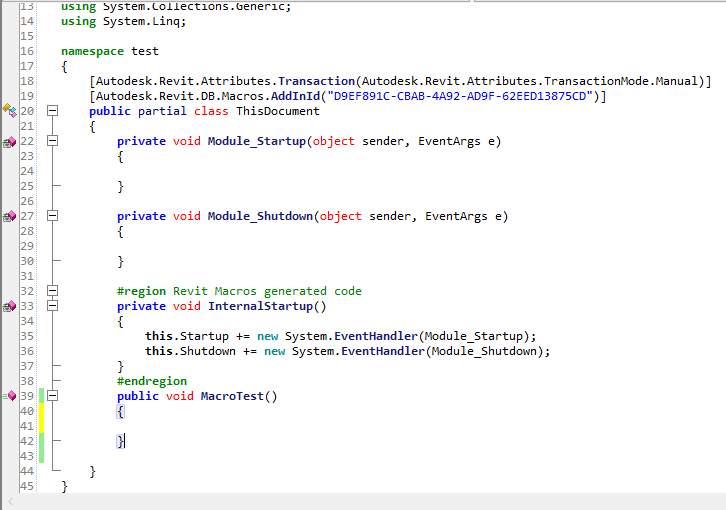 13 using System.Collections.Generic;
14 using System.Linq;
15
16 namespace test
17 {
18 [Autodesk.Revit.Attributes.Transaction(Autodesk.Revit.Attributes.TransactionMode.Manual)]
19 [Autodesk.Revit.DB.Macros.AddInId("D9EF891C-CBAB-4A92-AD9F-62EED13875CD")]
20 public partial class ThisDocument
21 {
22 private void Module_Startup(object sender, EventArgs e)
23 {
24
25 }
26
27 private void Module_Shutdown(object sender, EventArgs e)
28 {
29
30 }
31
32 #region Revit Macros generated code
33 private void InternalStartup()
34 {
35 this.Startup += new System.EventHandler(Module_Startup);
36 this.Shutdown += new System.EventHandler(Module_Shutdown);
37 }
38 #endregion
39 public void MacroTest()
40 {
41
42 }
43
44 }
45 }